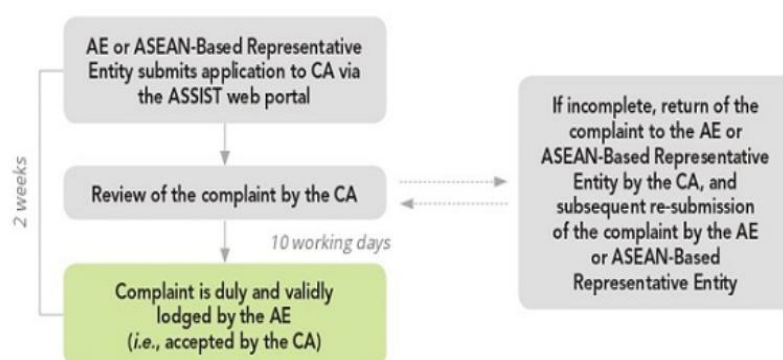 AE or ASEAN-Based Representative
Entity submits application to CA via
the ASSIST web portal
2 weeks
Review of the complaint by the CA
10 working days
Complaint is duly and validly
lodged by the AE
(i.e., accepted by the CA)
If incomplete, return of the
complaint to the AE or
ASEAN-Based Representative
Entity by the CA, and
subsequent re-submission
of the complaint by the AE
or ASEAN-Based
Representative Entity